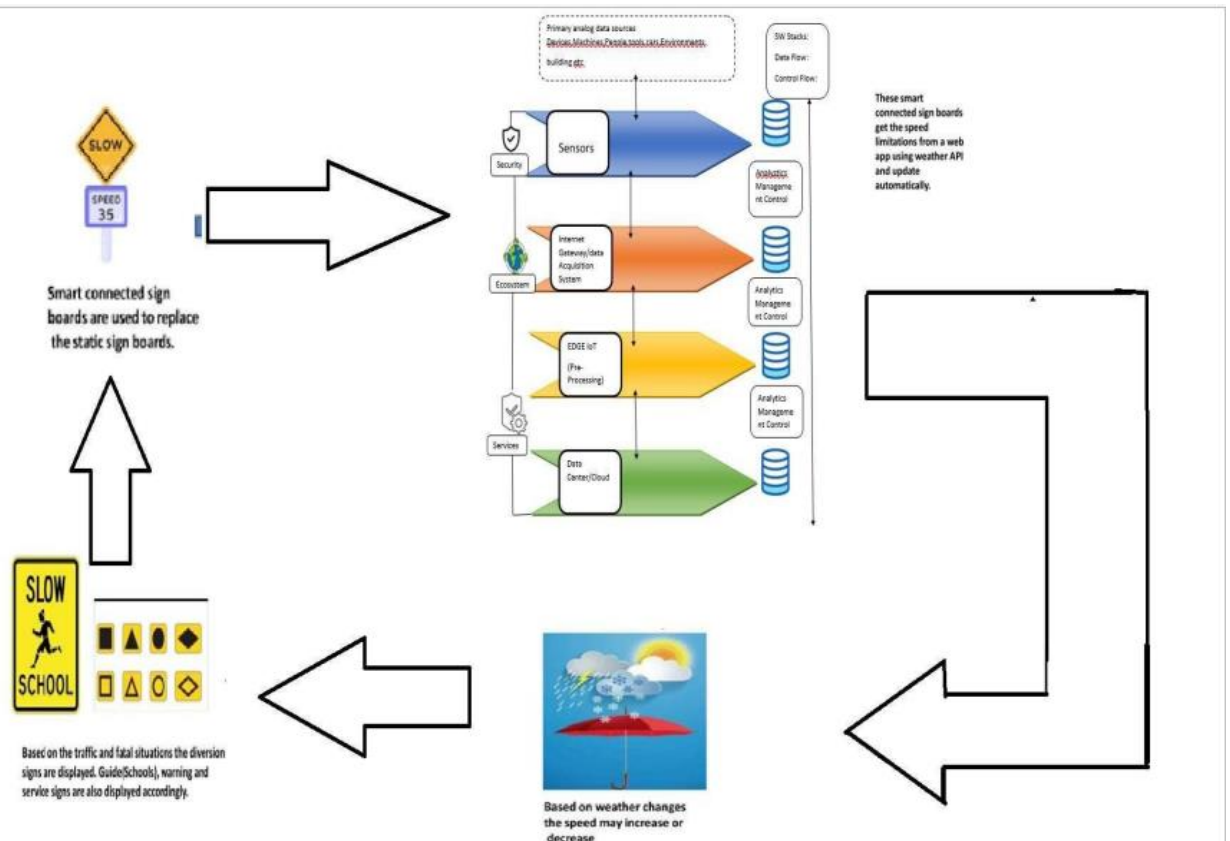 Primary analog data sources
Devices,Machines,People,tools,cars,Environments,
building etc
SW Stacks:
Data Flow:
Control Flow:
SLOW
SPEED
35
Smart connected sign
boards are used to replace
the static sign boards.
Security
Sensors
Analyztics
Manageme
nt Control
Ecosystem
Internet
Gateway/data
Acquisition
System
Analytics
Manageme
nt Control
EDGE IoT
(Pre-
Processing)
Analytics
Manageme
nt Control
Services
Data
Center/Cloud
These smart
connected sign boards
get the speed
limitations from a web
app using weather API
and update
automatically.
SLOW
SCHOOL
Based on the traffic and fatal situations the diversion
signs are displayed. Guide(Schools), warning and
service signs are also displayed accordingly.
Based on weather changes
the speed may increase or
decrease